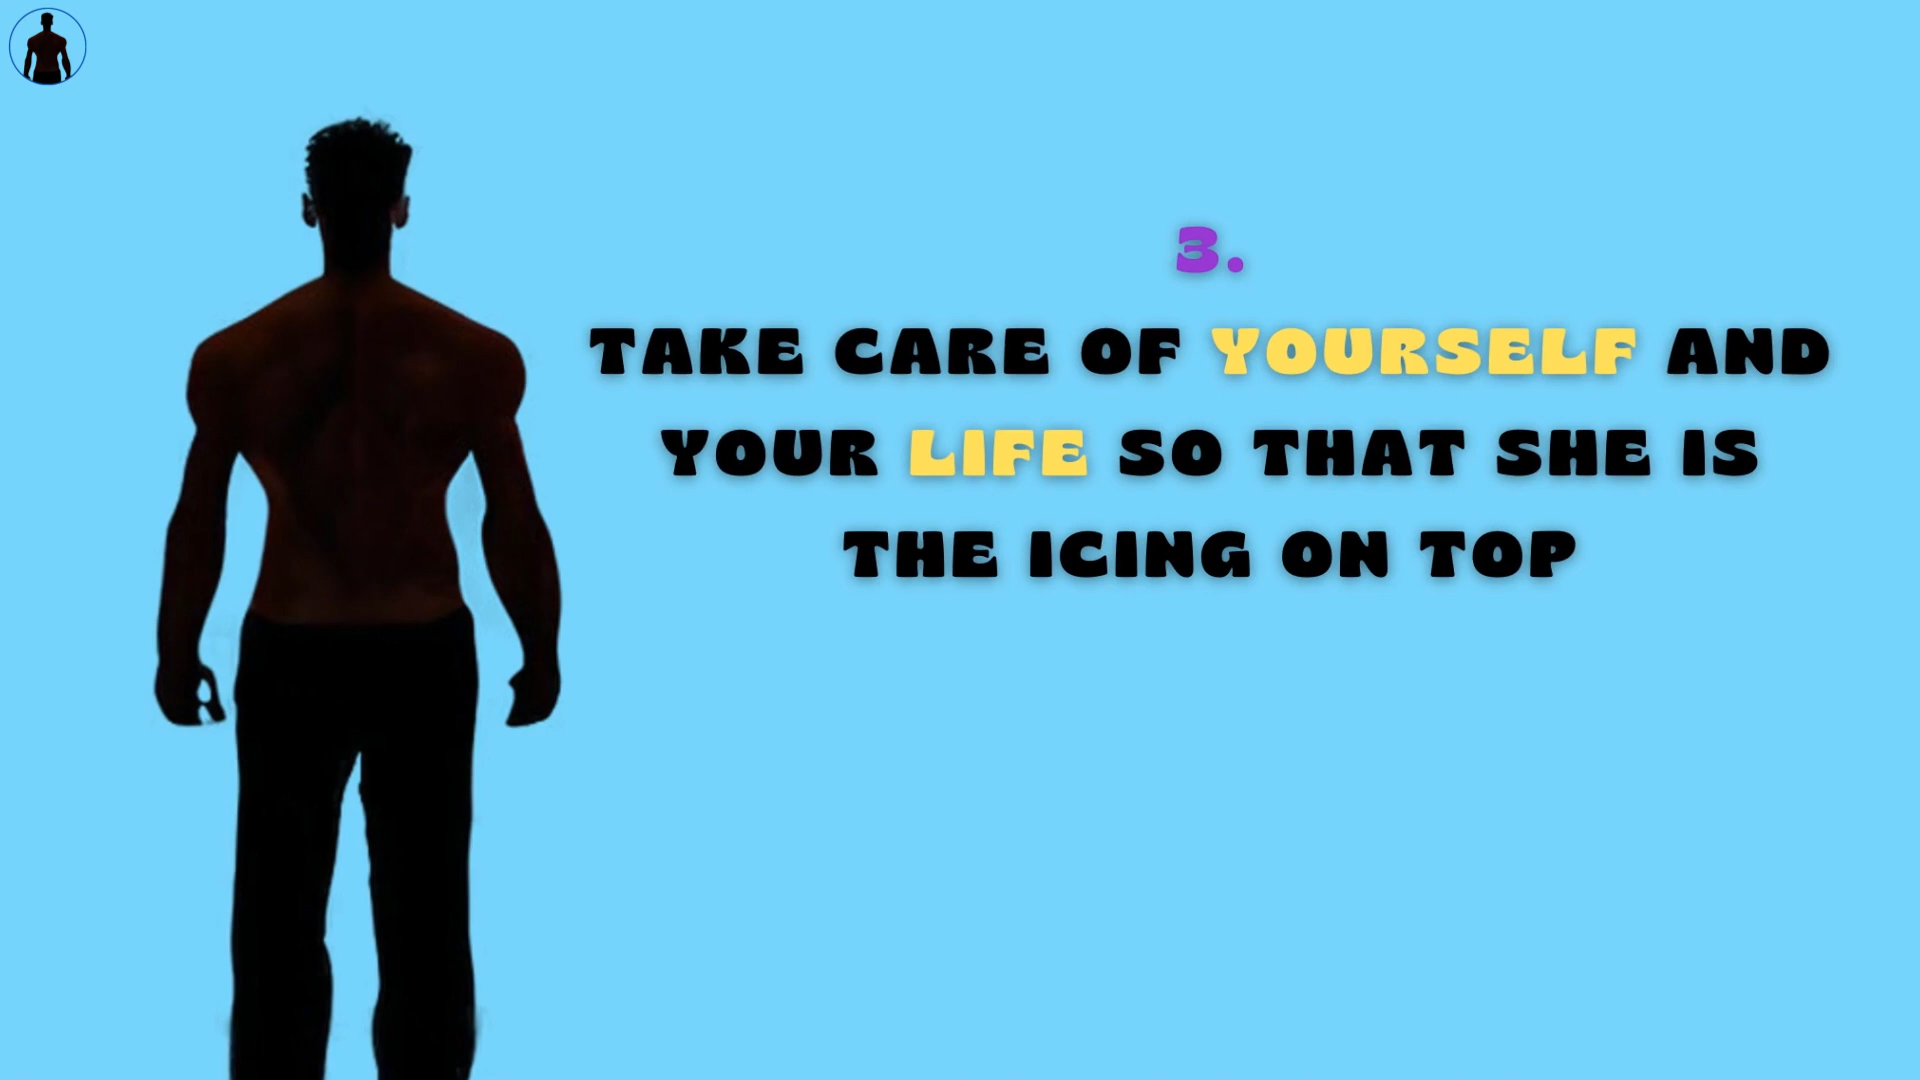 3.
TAKE CARE OF YOURSELF AND
YOUR LIFE SO THAT SHE IS
THE ICING ON TOP